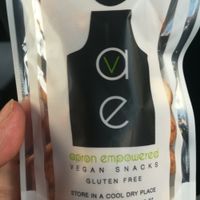 a
v
e
apron empowered
VEGAN SNACKS
GLUTEN FREE
STORE IN A COOL DRY PLACE